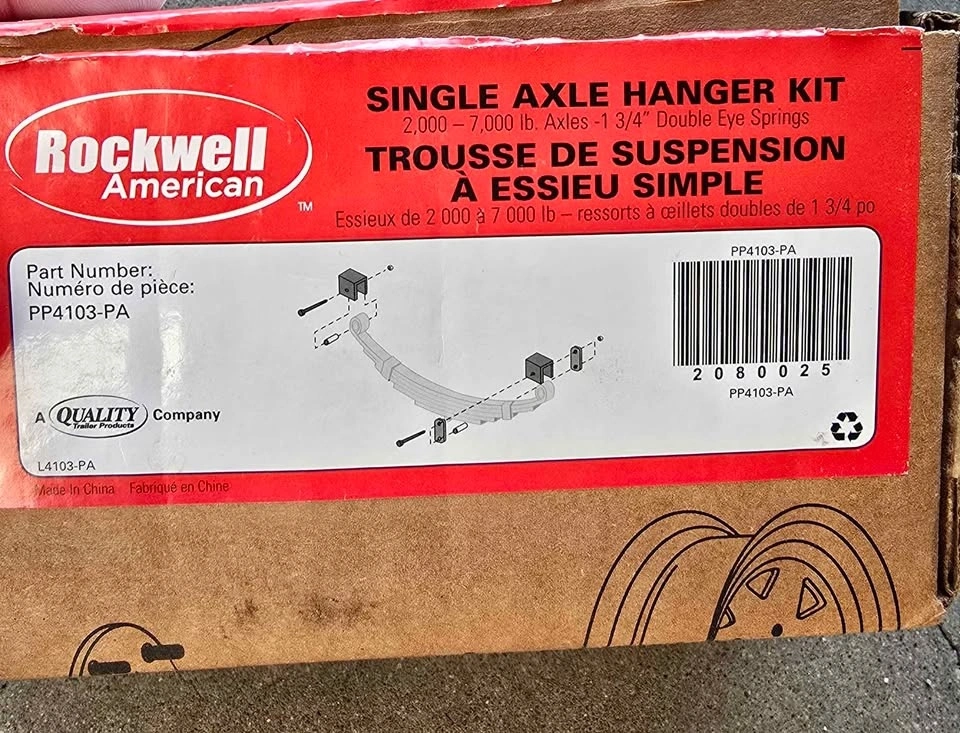 Rockwell
American
TM
SINGLE AXLE HANGER KIT
2,000 – 7,000 lb. Axles -1 3/4" Double Eye Springs
TROUSSE DE SUSPENSION
À ESSIEU SIMPLE
Essieux de 2 000 à 7 000 lb – ressorts à œillets doubles de 1 3/4 po
Part Number:
Numéro de pièce:
PP4103-PA
PP4103-PA
2080025
PP4103-PA
A QUALITY Company
Trailer Products
L4103-PA
Made In China Fabriqué en Chine